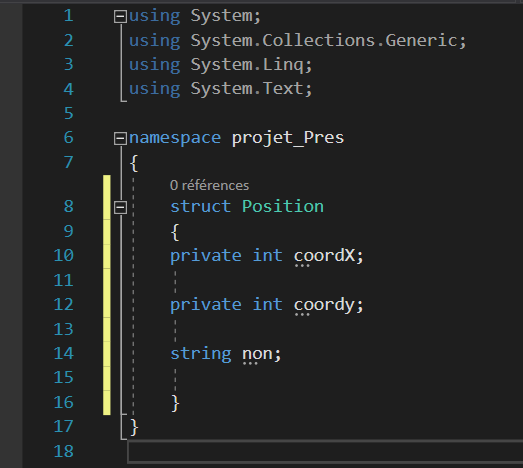 1 using System;
2 using System.Collections.Generic;
3 using System.Linq;
4 using System.Text;
5
6 namespace projet_Pres
7 {
0 références
8 struct Position
9 {
10 private int coordX;
11
12 private int coordy;
13
14 string non;
15
16 }
17 }
18